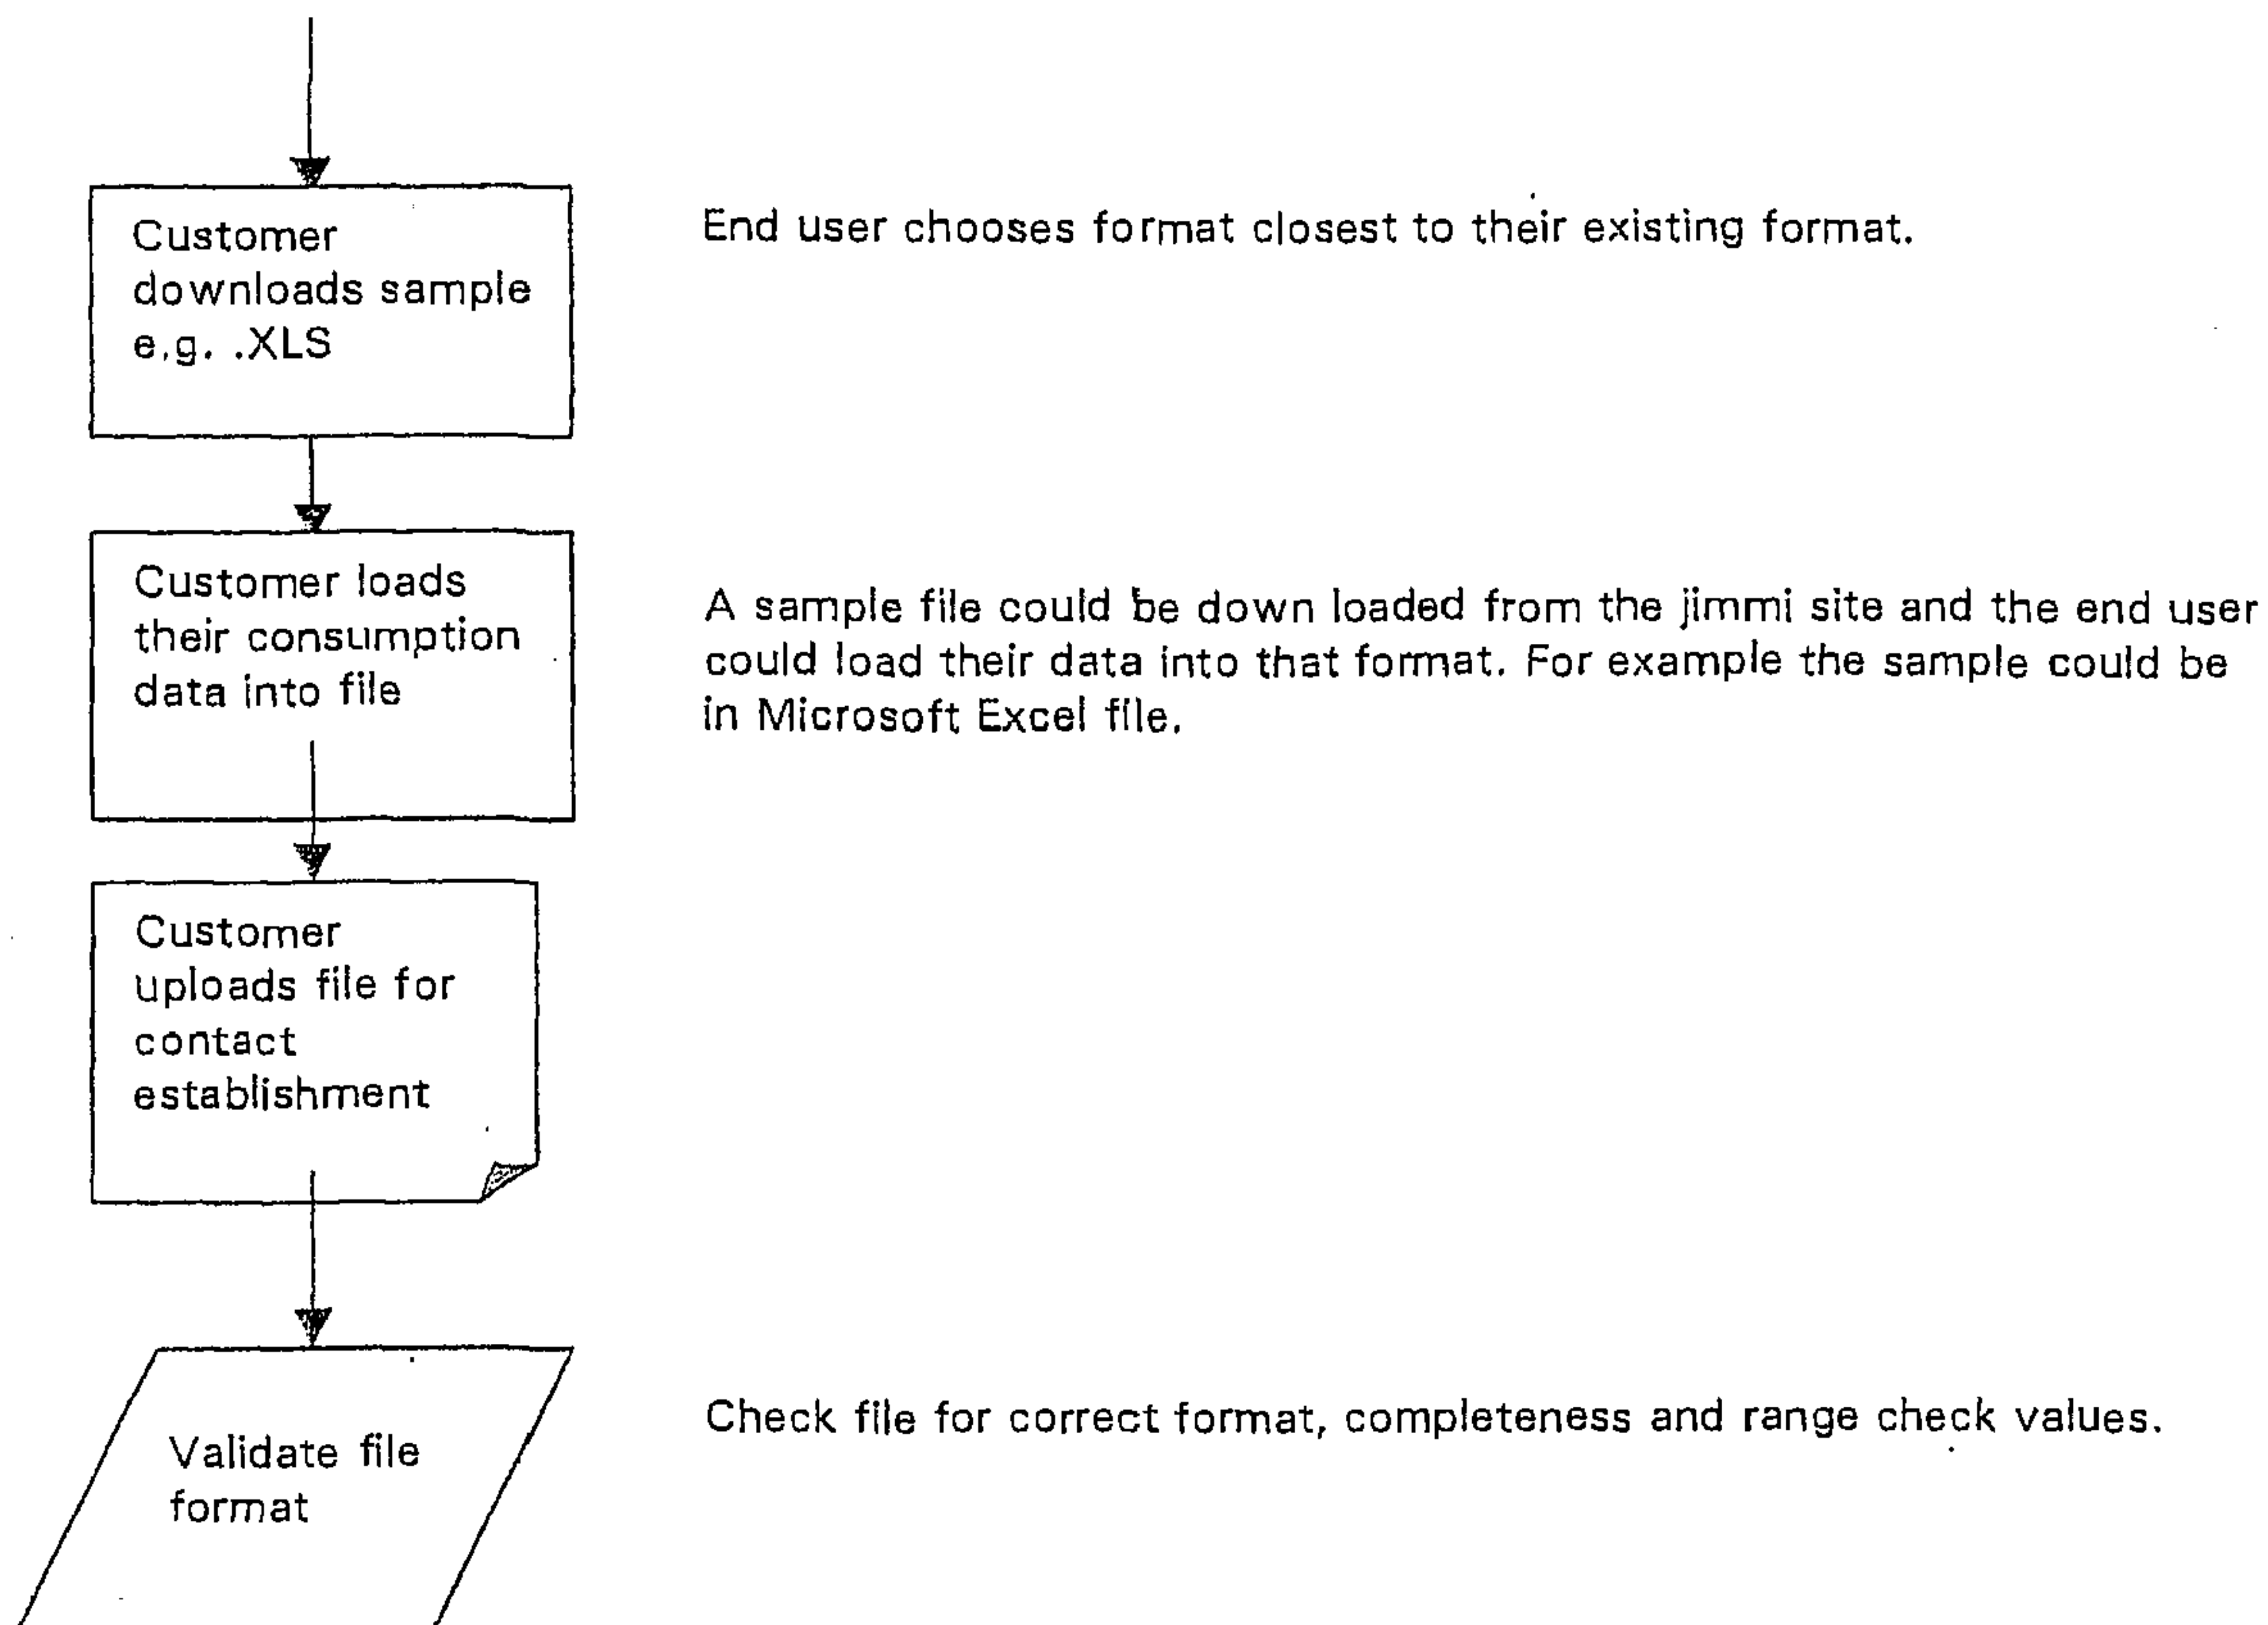 Customer
downloads sample
e.g. .XLS
End user chooses format closest to their existing format.
Customer loads
their consumption
data into file
A sample file could be down loaded from the jimmi site and the end user
could load their data into that format. For example the sample could be
in Microsoft Excel file.
Customer
uploads file for
contact
establishment
Validate file
format
Check file for correct format, completeness and range check values.